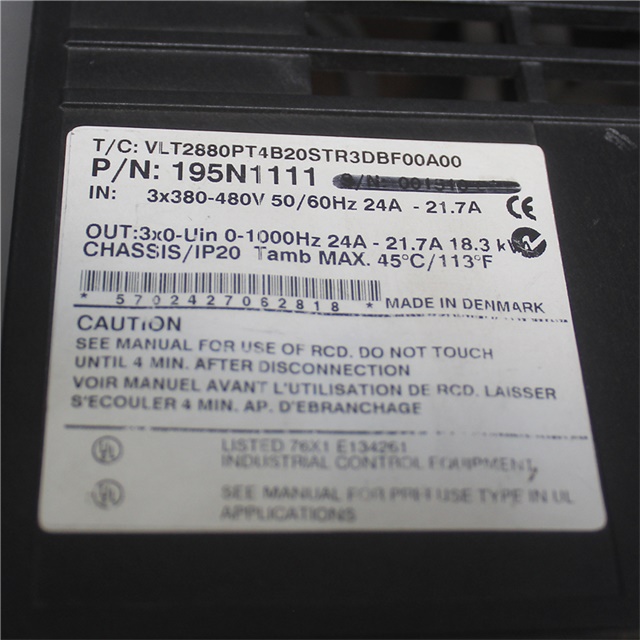 T/C: VLT2880PT4B20STR3DBF00A00
P/N: 195N1111
IN: 3x380-480V 50/60Hz 24A - 21.7A CE
OUT:3x0-Uin 0-1000Hz 24A - 21.7A 18.3
CHASSIS/IP20 Tamb MAX. 45°C/113°F
*5702427062818* MADE IN DENMARK
CAUTION
SEE MANUAL FOR USE OF RCD. DO NOT TOUCH
UNTIL 4 MIN. AFTER DISCONNECTION
VOIR MANUEL AVANT L'UTILISATION DE RCD. LAISSER
S'ECOULER 4 MIN. AP. D'EBRANCHAGE
UL LISTED 76X1 E134261
INDUSTRIAL CONTROL EQUIPMENT
SEE MANUAL FOR USE TYPE IN UL
APPLICATIONS